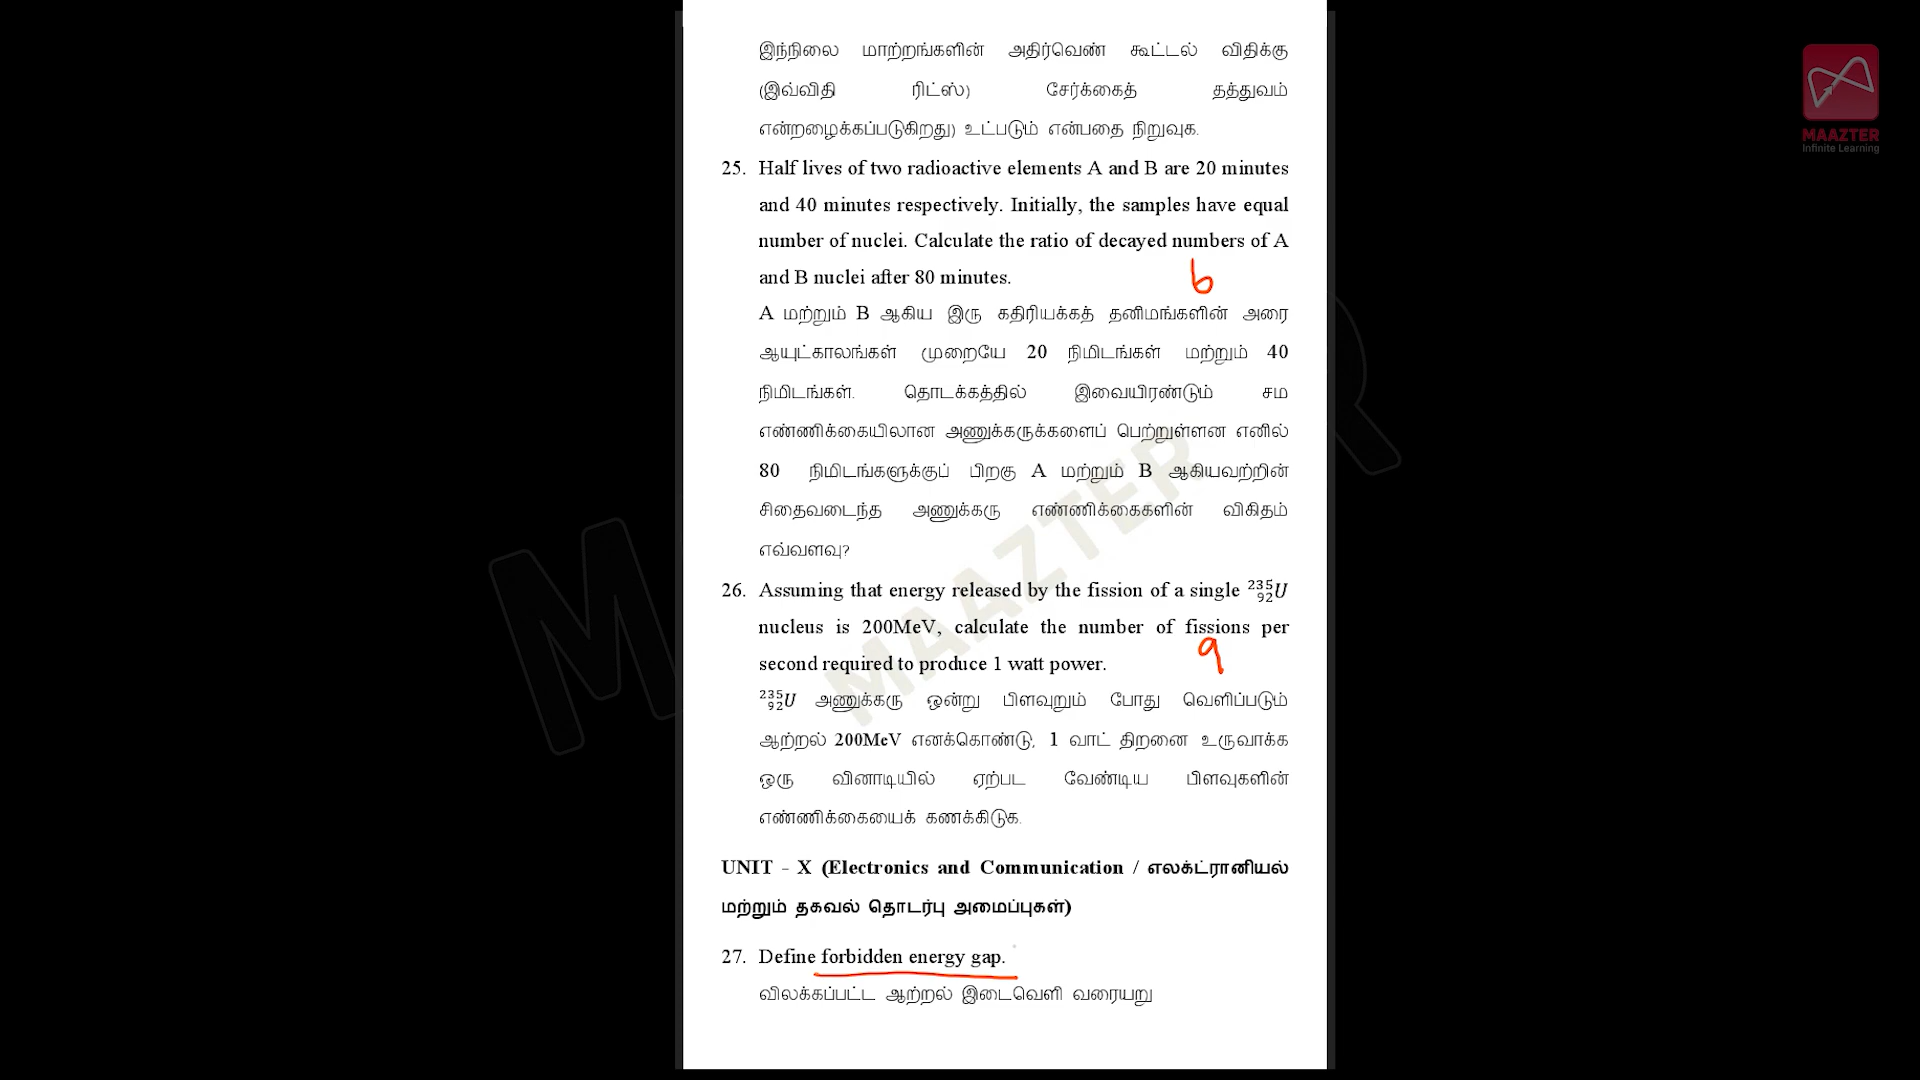 இந்நிலை மாற்றங்களின் அதிர்வெண் கூட்டல் விதிக்கு
(இவ்விதி ரிட்ஸ்) சேர்க்கைத் தத்துவம்
என்றழைக்கப்படுகிறது) உட்படும் என்பதை நிறுவுக.
25. Half lives of two radioactive elements A and B are 20 minutes
and 40 minutes respectively. Initially, the samples have equal
number of nuclei. Calculate the ratio of decayed numbers of A
and B nuclei after 80 minutes.
6
A மற்றும் B ஆகிய இரு கதிரியக்கத் தனிமங்களின் அரை
ஆயுட்காலங்கள் முறையே 20 நிமிடங்கள் மற்றும் 40
நிமிடங்கள். தொடக்கத்தில் இவையிரண்டும் சம
எண்ணிக்கையிலான அணுக்கருக்களைப் பெற்றுள்ளன எனில்
80 நிமிடங்களுக்குப் பிறகு A மற்றும் B ஆகியவற்றின்
சிதைவடைந்த அணுக்கரு எண்ணிக்கைகளின் விகிதம்
எவ்வளவு?
26. Assuming that energy released by the fission of a single ²³⁵₉₂U
nucleus is 200MeV, calculate the number of fissions per
second required to produce 1 watt power.
9
²³⁵₉₂U அணுக்கரு ஒன்று பிளவுறும் போது வெளிப்படும்
ஆற்றல் 200MeV எனக்கொண்டு, 1 வாட் திறனை உருவாக்க
ஒரு வினாடியில் ஏற்பட வேண்டிய பிளவுகளின்
எண்ணிக்கையைக் கணக்கிடுக.
UNIT - X (Electronics and Communication / எலக்ட்ரானியல்
மற்றும் தகவல் தொடர்பு அமைப்புகள்)
27. Define forbidden energy gap.
விலக்கப்பட்ட ஆற்றல் இடைவெளி வரையறு
MAAZTER
MAAZTER
Infinite Learning